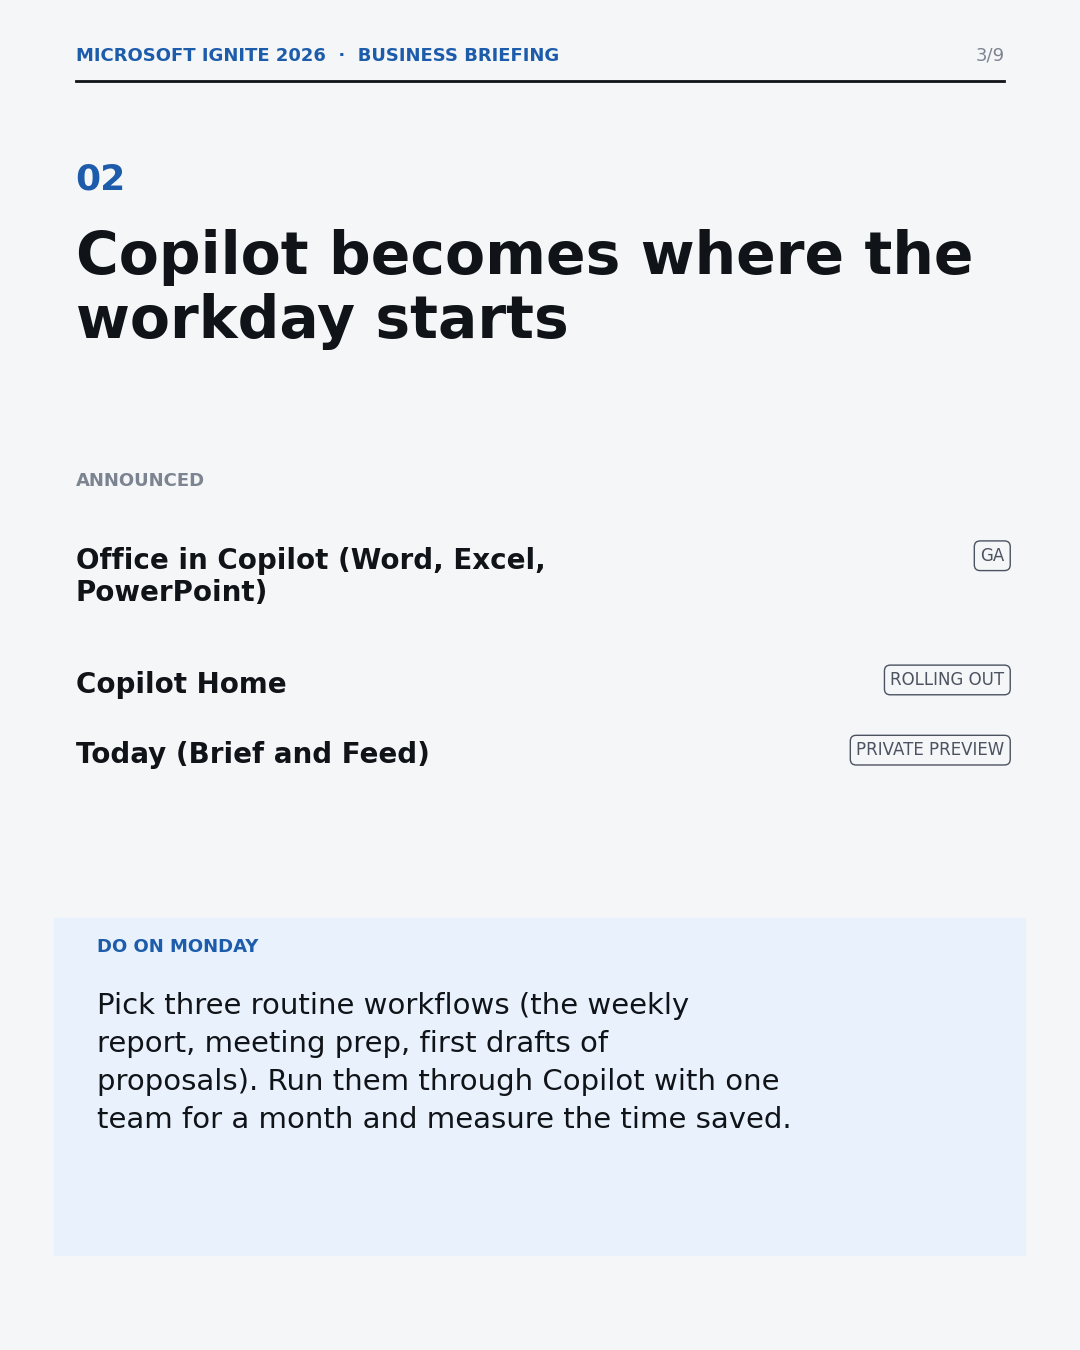 MICROSOFT IGNITE 2026 · BUSINESS BRIEFING
3/9
02
Copilot becomes where the
workday starts
ANNOUNCED
Office in Copilot (Word, Excel,
PowerPoint)
GA
Copilot Home
ROLLING OUT
Today (Brief and Feed)
PRIVATE PREVIEW
DO ON MONDAY
Pick three routine workflows (the weekly
report, meeting prep, first drafts of
proposals). Run them through Copilot with one
team for a month and measure the time saved.